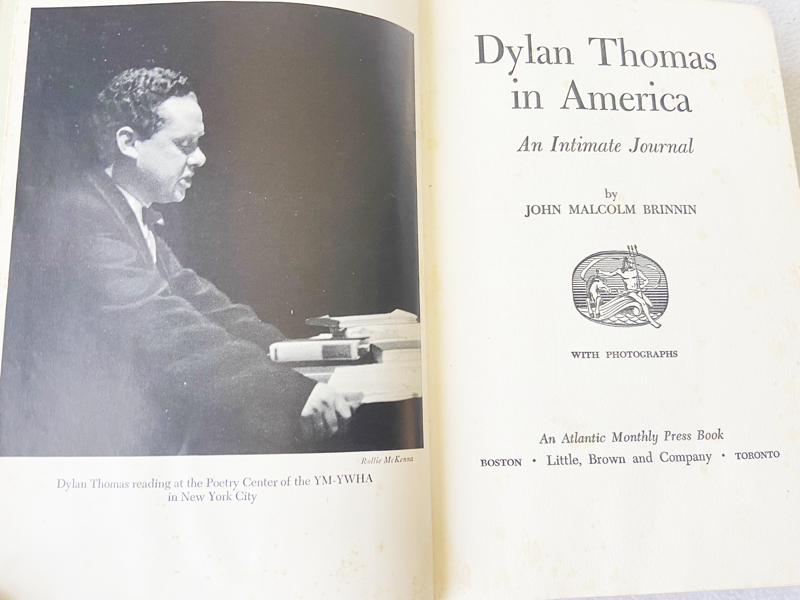 Rollie McKenna
Dylan Thomas reading at the Poetry Center of the YM-YWHA
in New York City
Dylan Thomas
in America
An Intimate Journal
by
JOHN MALCOLM BRINNIN
WITH PHOTOGRAPHS
An Atlantic Monthly Press Book
BOSTON · Little, Brown and Company · TORONTO